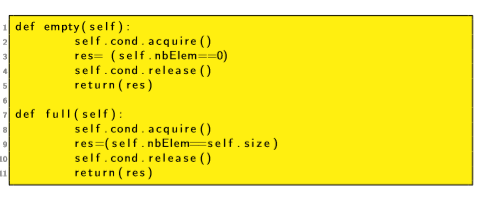 1 def empty(self):
2 self.cond.acquire()
3 res= (self.nbElem==0)
4 self.cond.release()
5 return(res)
6
7 def full(self):
8 self.cond.acquire()
9 res=(self.nbElem==self.size)
10 self.cond.release()
11 return(res)